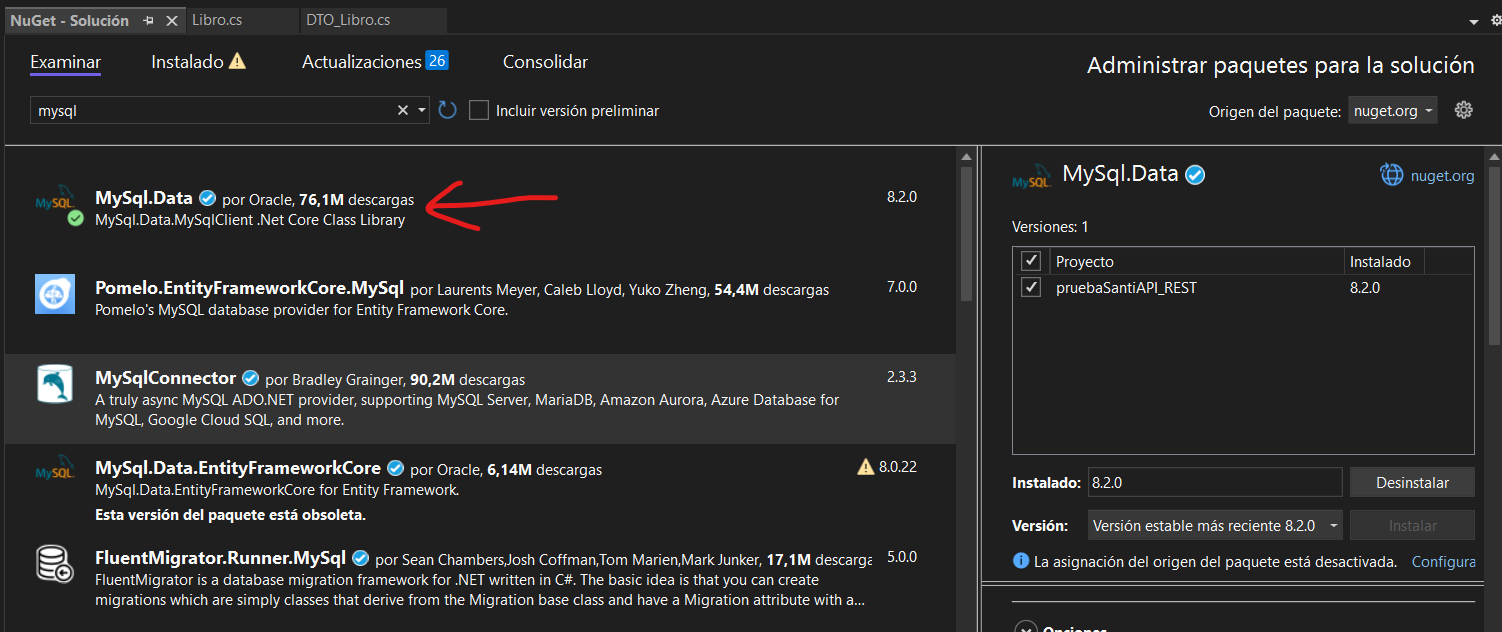 NuGet - Solución
Libro.cs
DTO_Libro.cs
Examinar
Instalado
Actualizaciones 26
Consolidar
Administrar paquetes para la solución
mysql
Incluir versión preliminar
Origen del paquete: nuget.org
MySQL
MySql.Data por Oracle, 76,1M descargas
8.2.0
MySql.Data.MySqlClient .Net Core Class Library
Pomelo.EntityFrameworkCore.MySql por Laurents Meyer, Caleb Lloyd, Yuko Zheng, 54,4M descargas
7.0.0
Pomelo's MySQL database provider for Entity Framework Core.
MySqlConnector por Bradley Grainger, 90,2M descargas
2.3.3
A truly async MySQL ADO.NET provider, supporting MySQL Server, MariaDB, Amazon Aurora, Azure Database for
MySQL, Google Cloud SQL, and more.
MySQL
MySql.Data.EntityFrameworkCore por Oracle, 6,14M descargas
8.0.22
MySql.Data.EntityFrameworkCore for Entity Framework.
Esta versión del paquete está obsoleta.
FluentMigrator.Runner.MySql por Sean Chambers,Josh Coffman,Tom Marien,Mark Junker, 17,1M descarga
5.0.0
FluentMigrator is a database migration framework for .NET written in C#. The basic idea is that you can create
migrations which are simply classes that derive from the Migration base class and have a Migration attribute with a...
MySQL
MySql.Data
nuget.org
Versiones: 1
Proyecto
Instalado
pruebaSantiAPI_REST
8.2.0
Instalado: 8.2.0
Desinstalar
Versión: Versión estable más reciente 8.2.0
Instalar
La asignación del origen del paquete está desactivada. Configura
Opciones